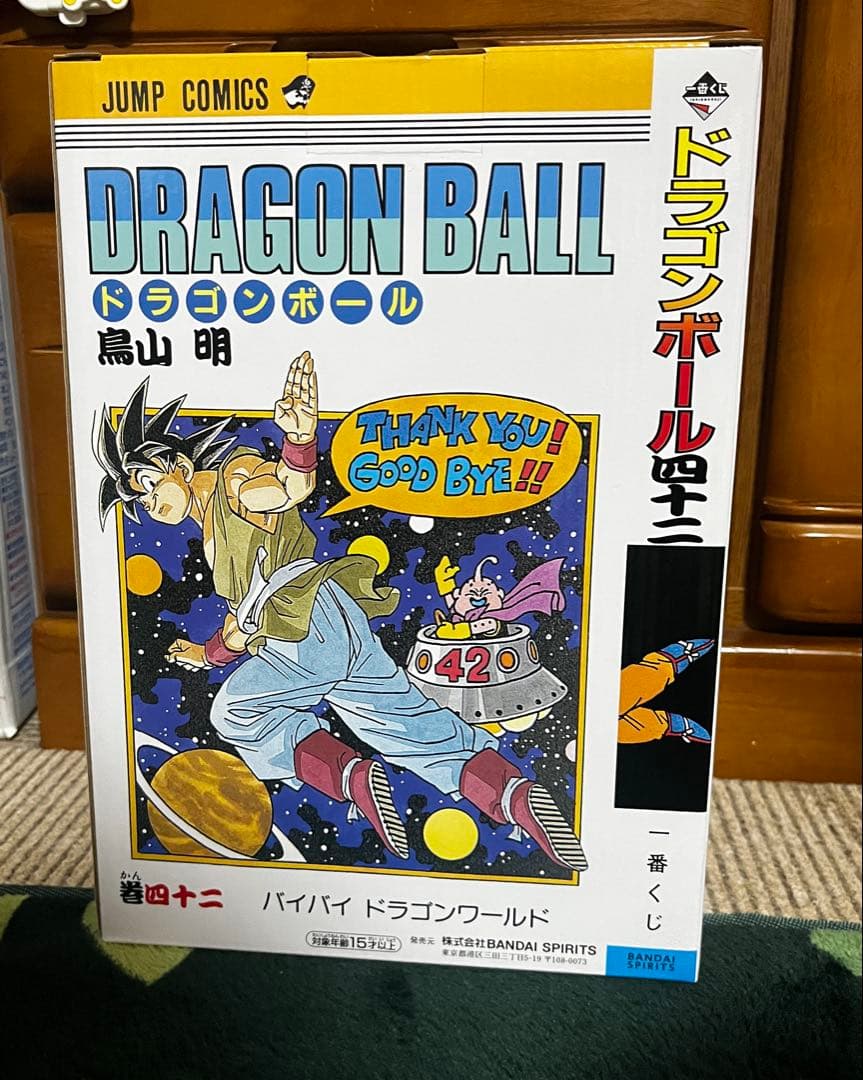 JUMP COMICS
DRAGON BALL
ドラゴンボール
鳥山 明
THANK YOU!
GOOD BYE!!
42
かん
巻四十二
バイバイ ドラゴンワールド
対象年齢15才以上
発売元 株式会社BANDAI SPIRITS
東京都港区三田三丁目5-19 〒108-0073
一番くじ
ドラゴンボール四十二
一番くじ
BANDAI
SPIRITS